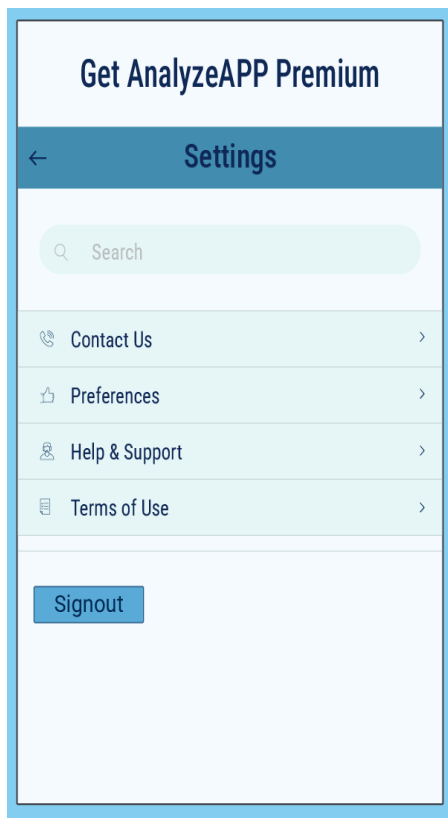 Get AnalyzeAPP Premium
Settings
Search
Contact Us
Preferences
Help & Support
Terms of Use
Signout